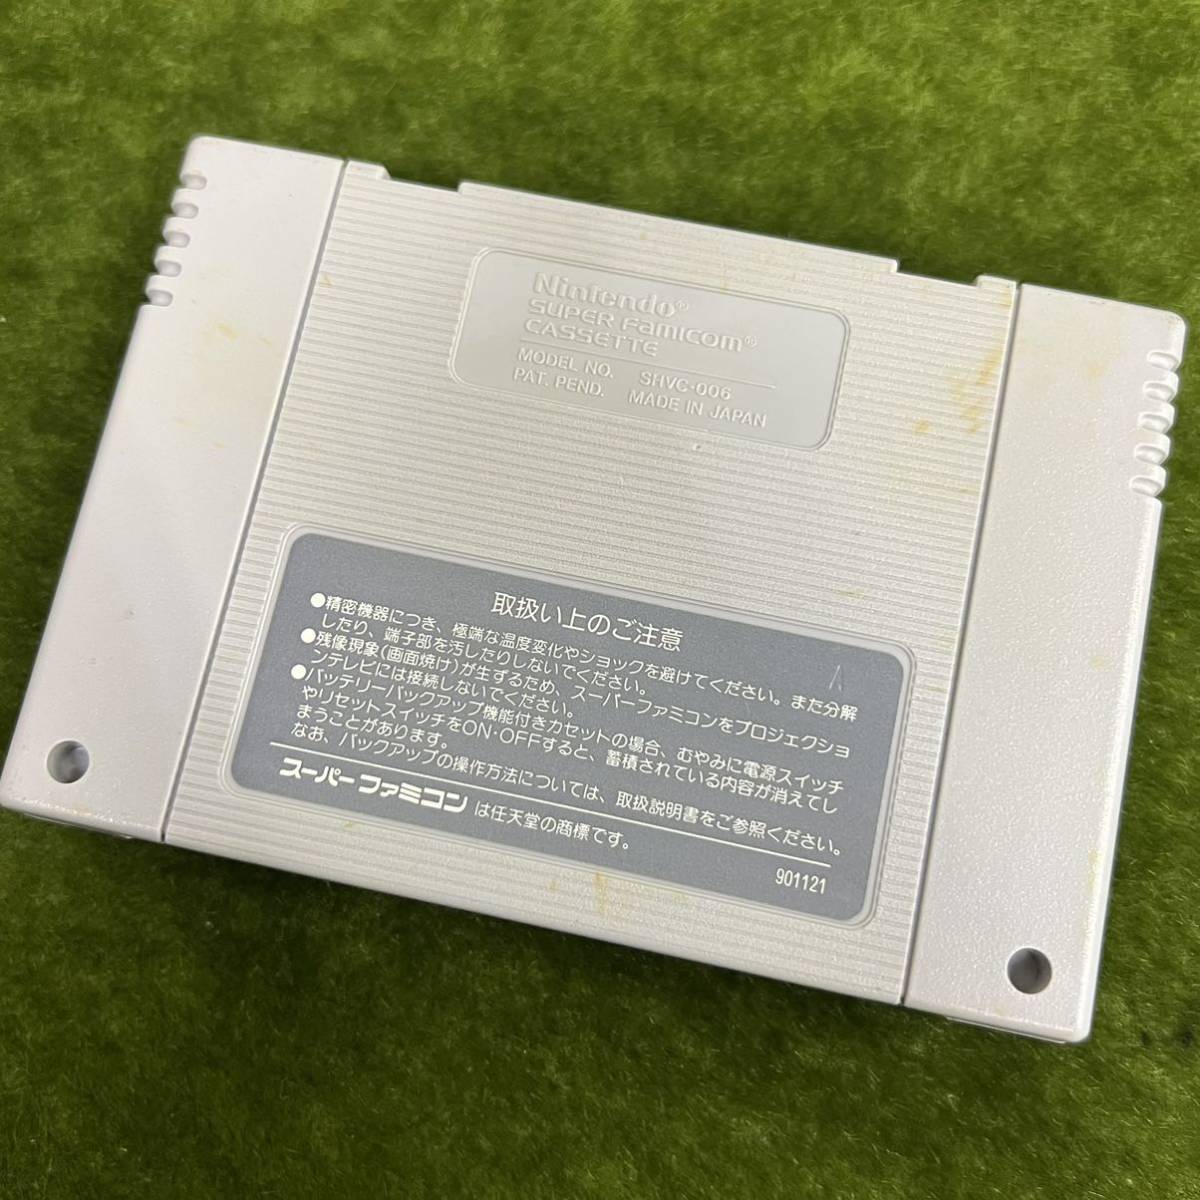 Nintendo®
SUPER Famicom®
CASSETTE
MODEL NO. SHVC-006
PAT. PEND. MADE IN JAPAN
取扱い上のご注意
●精密機器につき、極端な温度変化やショックを避けてください。また分解
したり、端子部を汚したりしないでください。
●残像現象(画面焼け)が生ずるため、スーパーファミコンをプロジェクショ
ンテレビには接続しないでください。
●バッテリーバックアップ機能付きカセットの場合、むやみに電源スイッチ
やリセットスイッチをON・OFFすると、蓄積されている内容が消えてし
まうことがあります。
なお、バックアップの操作方法については、取扱説明書をご参照ください。
スーパーファミコン は任天堂の商標です。
901121